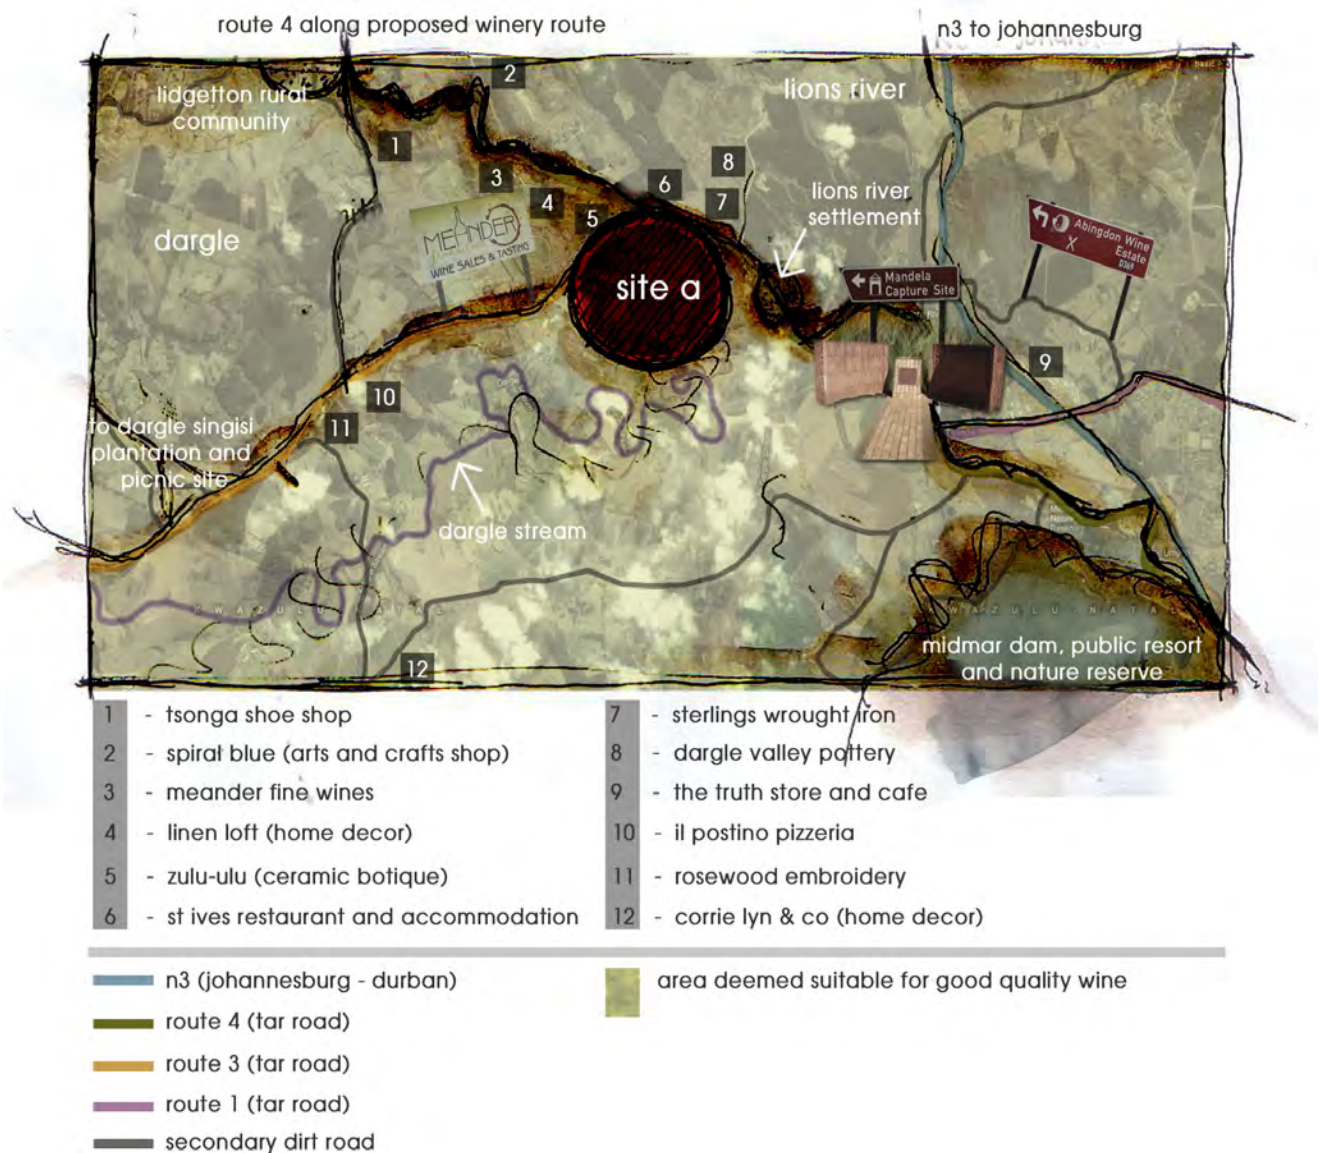 route 4 along proposed winery route
n3 to johannesburg
lidgetton rural
community
2
lions river
1
3
8
6
4
7
5
lions river
settlement
dargle
MEANDER
WINE SALES & TASTING
site a
Mandela
Capture Site
Abingdon Wine
Estate
D369
9
10
11
to dargle singisi
plantation and
picnic site
dargle stream
KWAZULU NATAL
KWAZULU-NATAL
midmar dam, public resort
and nature reserve
12
1 - tsonga shoe shop
2 - spiral blue (arts and crafts shop)
3 - meander fine wines
4 - linen loft (home decor)
5 - zulu-ulu (ceramic botique)
6 - st ives restaurant and accommodation
7 - sterlings wrought iron
8 - dargle valley pottery
9 - the truth store and cafe
10 - il postino pizzeria
11 - rosewood embroidery
12 - corrie lyn & co (home decor)
n3 (johannesburg - durban)
route 4 (tar road)
route 3 (tar road)
route 1 (tar road)
secondary dirt road
area deemed suitable for good quality wine